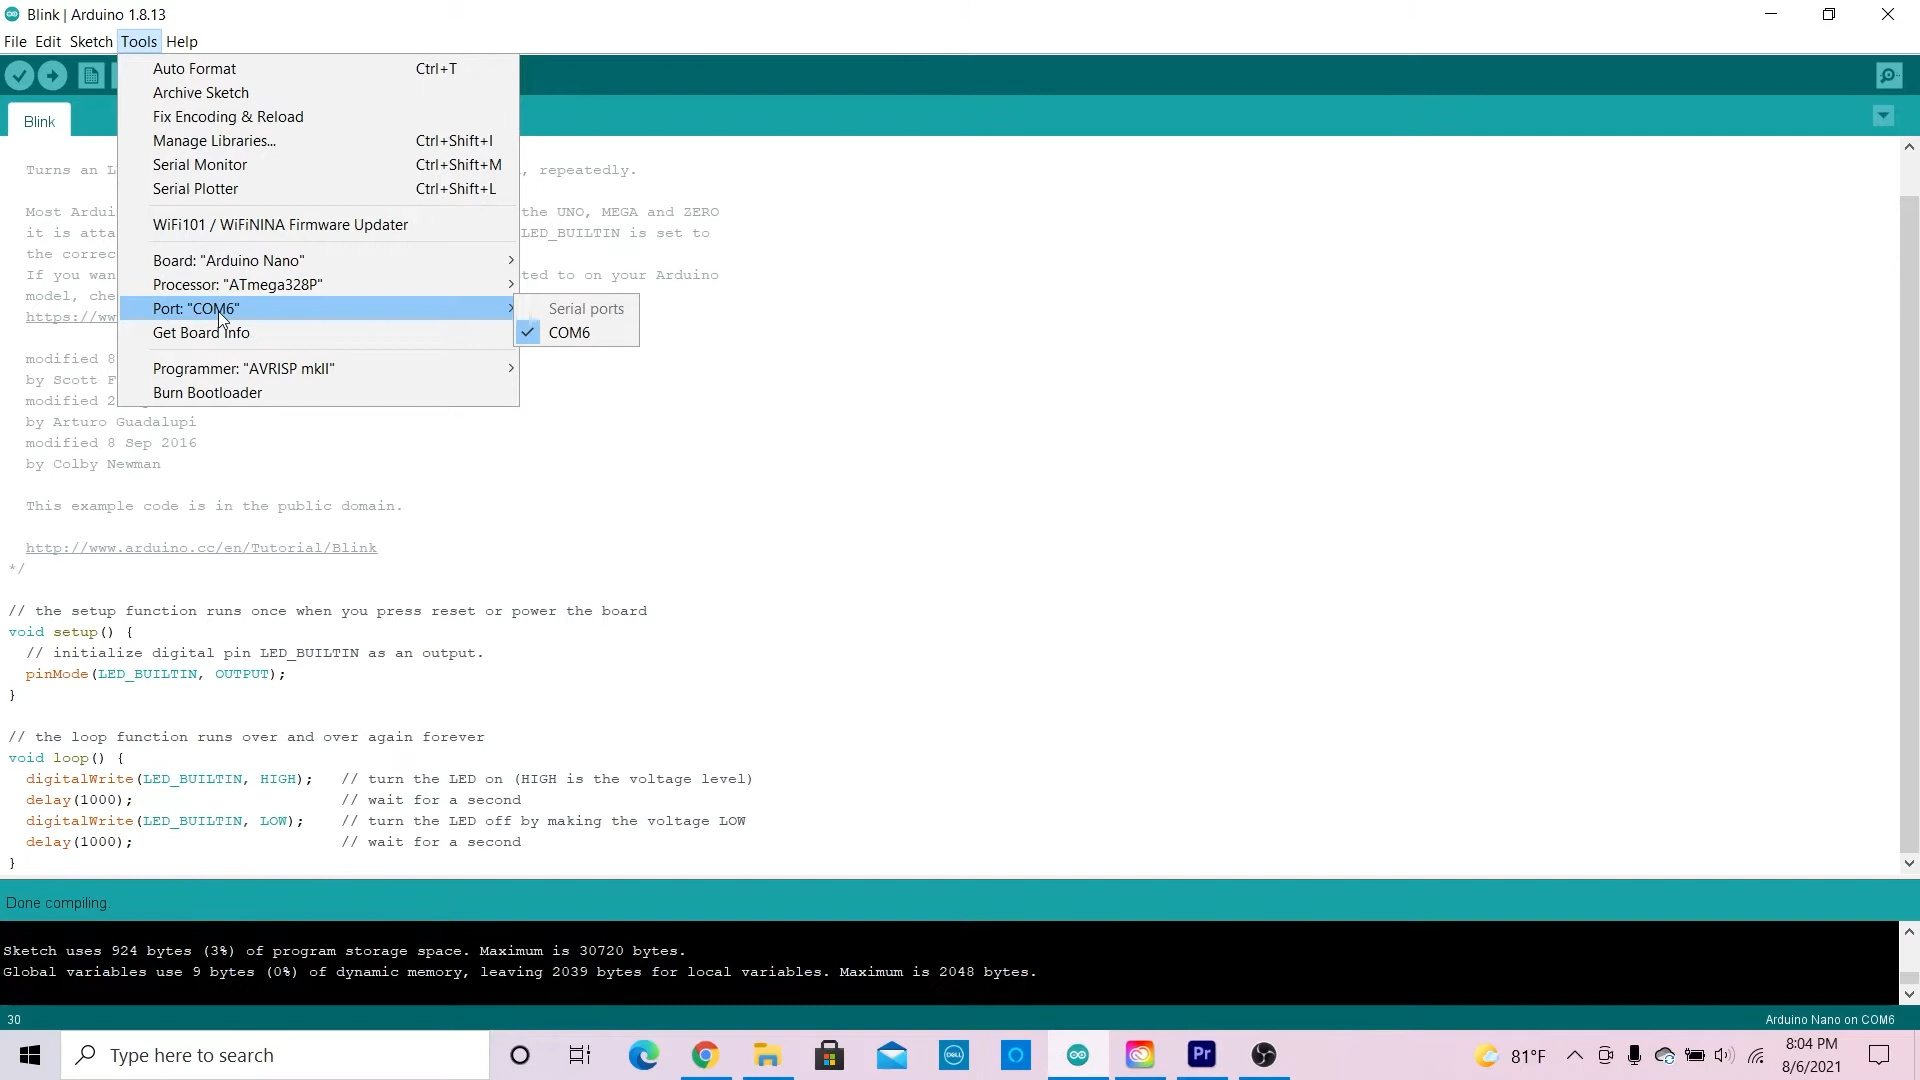 Blink | Arduino 1.8.13
File Edit Sketch Tools Help
Auto Format Ctrl+T
Archive Sketch
Fix Encoding & Reload
Manage Libraries... Ctrl+Shift+I
Serial Monitor Ctrl+Shift+M
Serial Plotter Ctrl+Shift+L
WiFi101 / WiFiNINA Firmware Updater
Board: "Arduino Nano"
Processor: "ATmega328P"
Port: "COM6"
Get Board Info
Programmer: "AVRISP mkII"
Burn Bootloader
Serial ports
COM6
Blink
Turns an L , repeatedly.
Most Ardui the UNO, MEGA and ZERO
it is atta LED_BUILTIN is set to
the correc
If you wan ted to on your Arduino
model, che
https://ww
modified 8
by Scott F
modified 2
by Arturo Guadalupi
modified 8 Sep 2016
by Colby Newman
This example code is in the public domain.
http://www.arduino.cc/en/Tutorial/Blink
*/
// the setup function runs once when you press reset or power the board
void setup() {
// initialize digital pin LED_BUILTIN as an output.
pinMode(LED_BUILTIN, OUTPUT);
}
// the loop function runs over and over again forever
void loop() {
digitalWrite(LED_BUILTIN, HIGH); // turn the LED on (HIGH is the voltage level)
delay(1000); // wait for a second
digitalWrite(LED_BUILTIN, LOW); // turn the LED off by making the voltage LOW
delay(1000); // wait for a second
}
Done compiling.
Sketch uses 924 bytes (3%) of program storage space. Maximum is 30720 bytes.
Global variables use 9 bytes (0%) of dynamic memory, leaving 2039 bytes for local variables. Maximum is 2048 bytes.
30 Arduino Nano on COM6
Type here to search
DELL
Pr
81°F
8:04 PM
8/6/2021